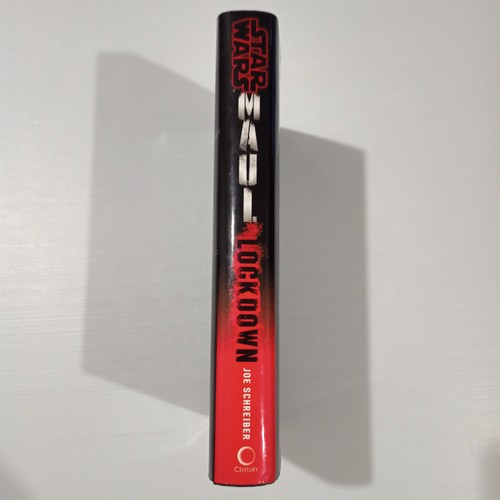 STAR
WARS
MAUL
LOCKDOWN
JOE SCHREIBER
CENTURY